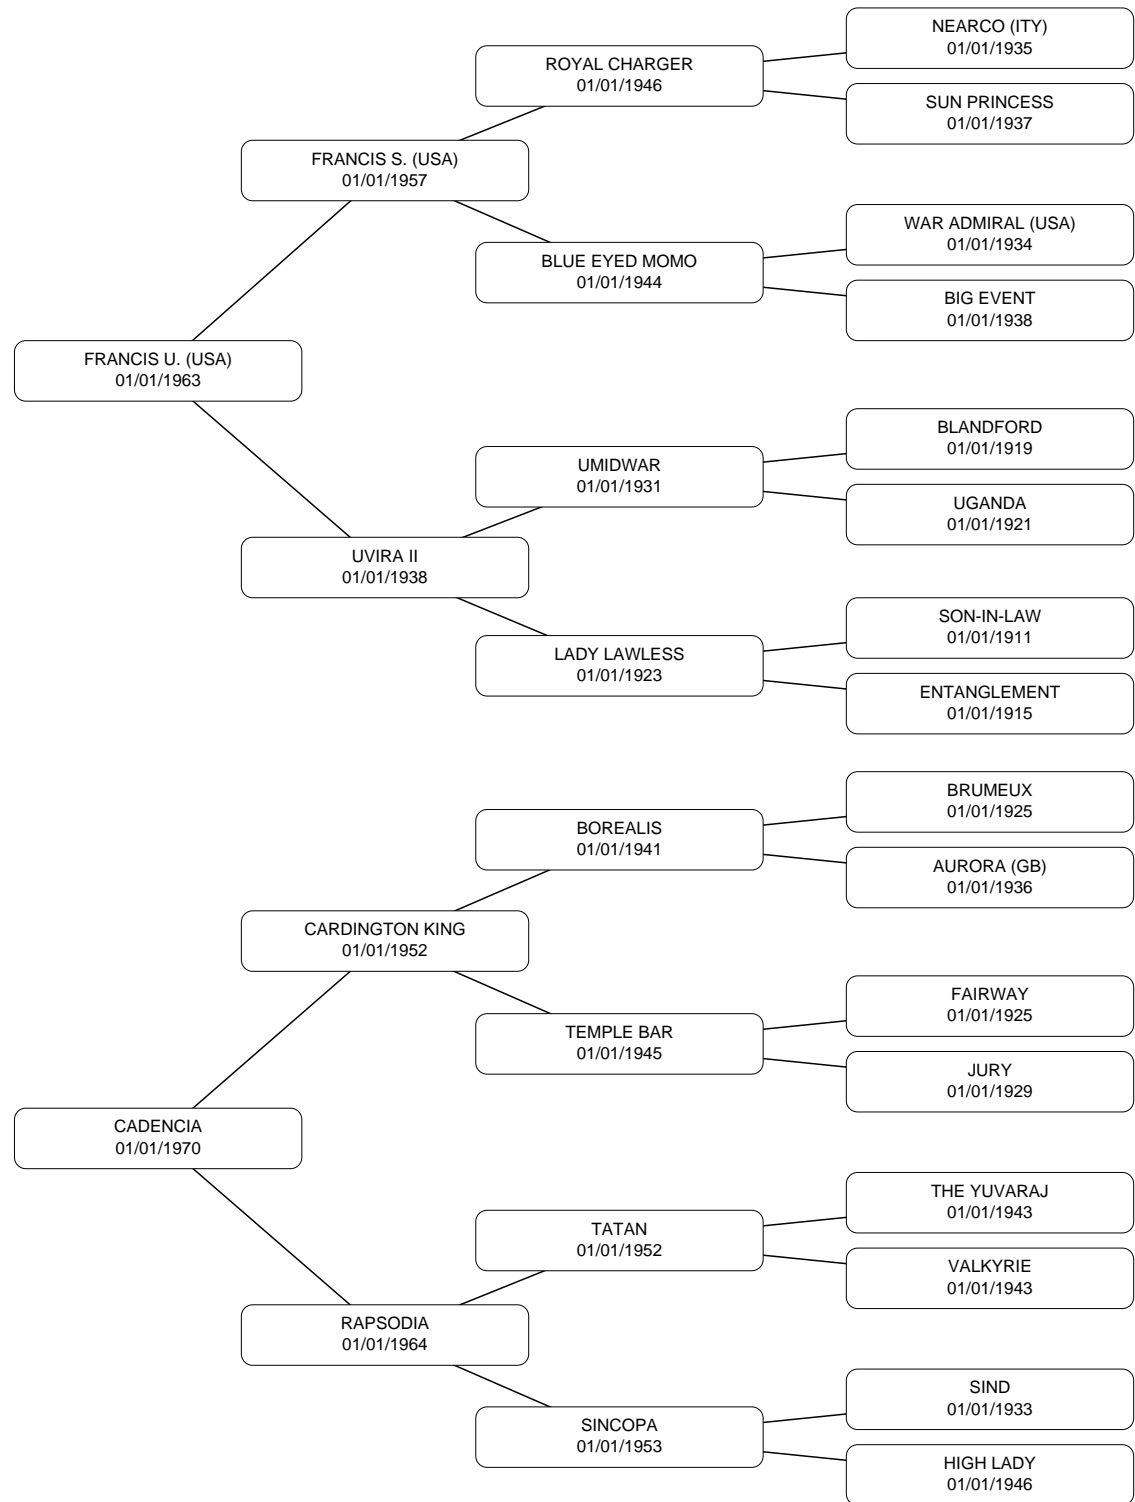 NEARCO (ITY)
01/01/1935
ROYAL CHARGER
01/01/1946
SUN PRINCESS
01/01/1937
FRANCIS S. (USA)
01/01/1957
WAR ADMIRAL (USA)
01/01/1934
BLUE EYED MOMO
01/01/1944
BIG EVENT
01/01/1938
FRANCIS U. (USA)
01/01/1963
BLANDFORD
01/01/1919
UMIDWAR
01/01/1931
UGANDA
01/01/1921
UVIRA II
01/01/1938
SON-IN-LAW
01/01/1911
LADY LAWLESS
01/01/1923
ENTANGLEMENT
01/01/1915
BRUMEUX
01/01/1925
BOREALIS
01/01/1941
AURORA (GB)
01/01/1936
CARDINGTON KING
01/01/1952
FAIRWAY
01/01/1925
TEMPLE BAR
01/01/1945
JURY
01/01/1929
CADENCIA
01/01/1970
THE YUVARAJ
01/01/1943
TATAN
01/01/1952
VALKYRIE
01/01/1943
RAPSODIA
01/01/1964
SIND
01/01/1933
SINCOPA
01/01/1953
HIGH LADY
01/01/1946